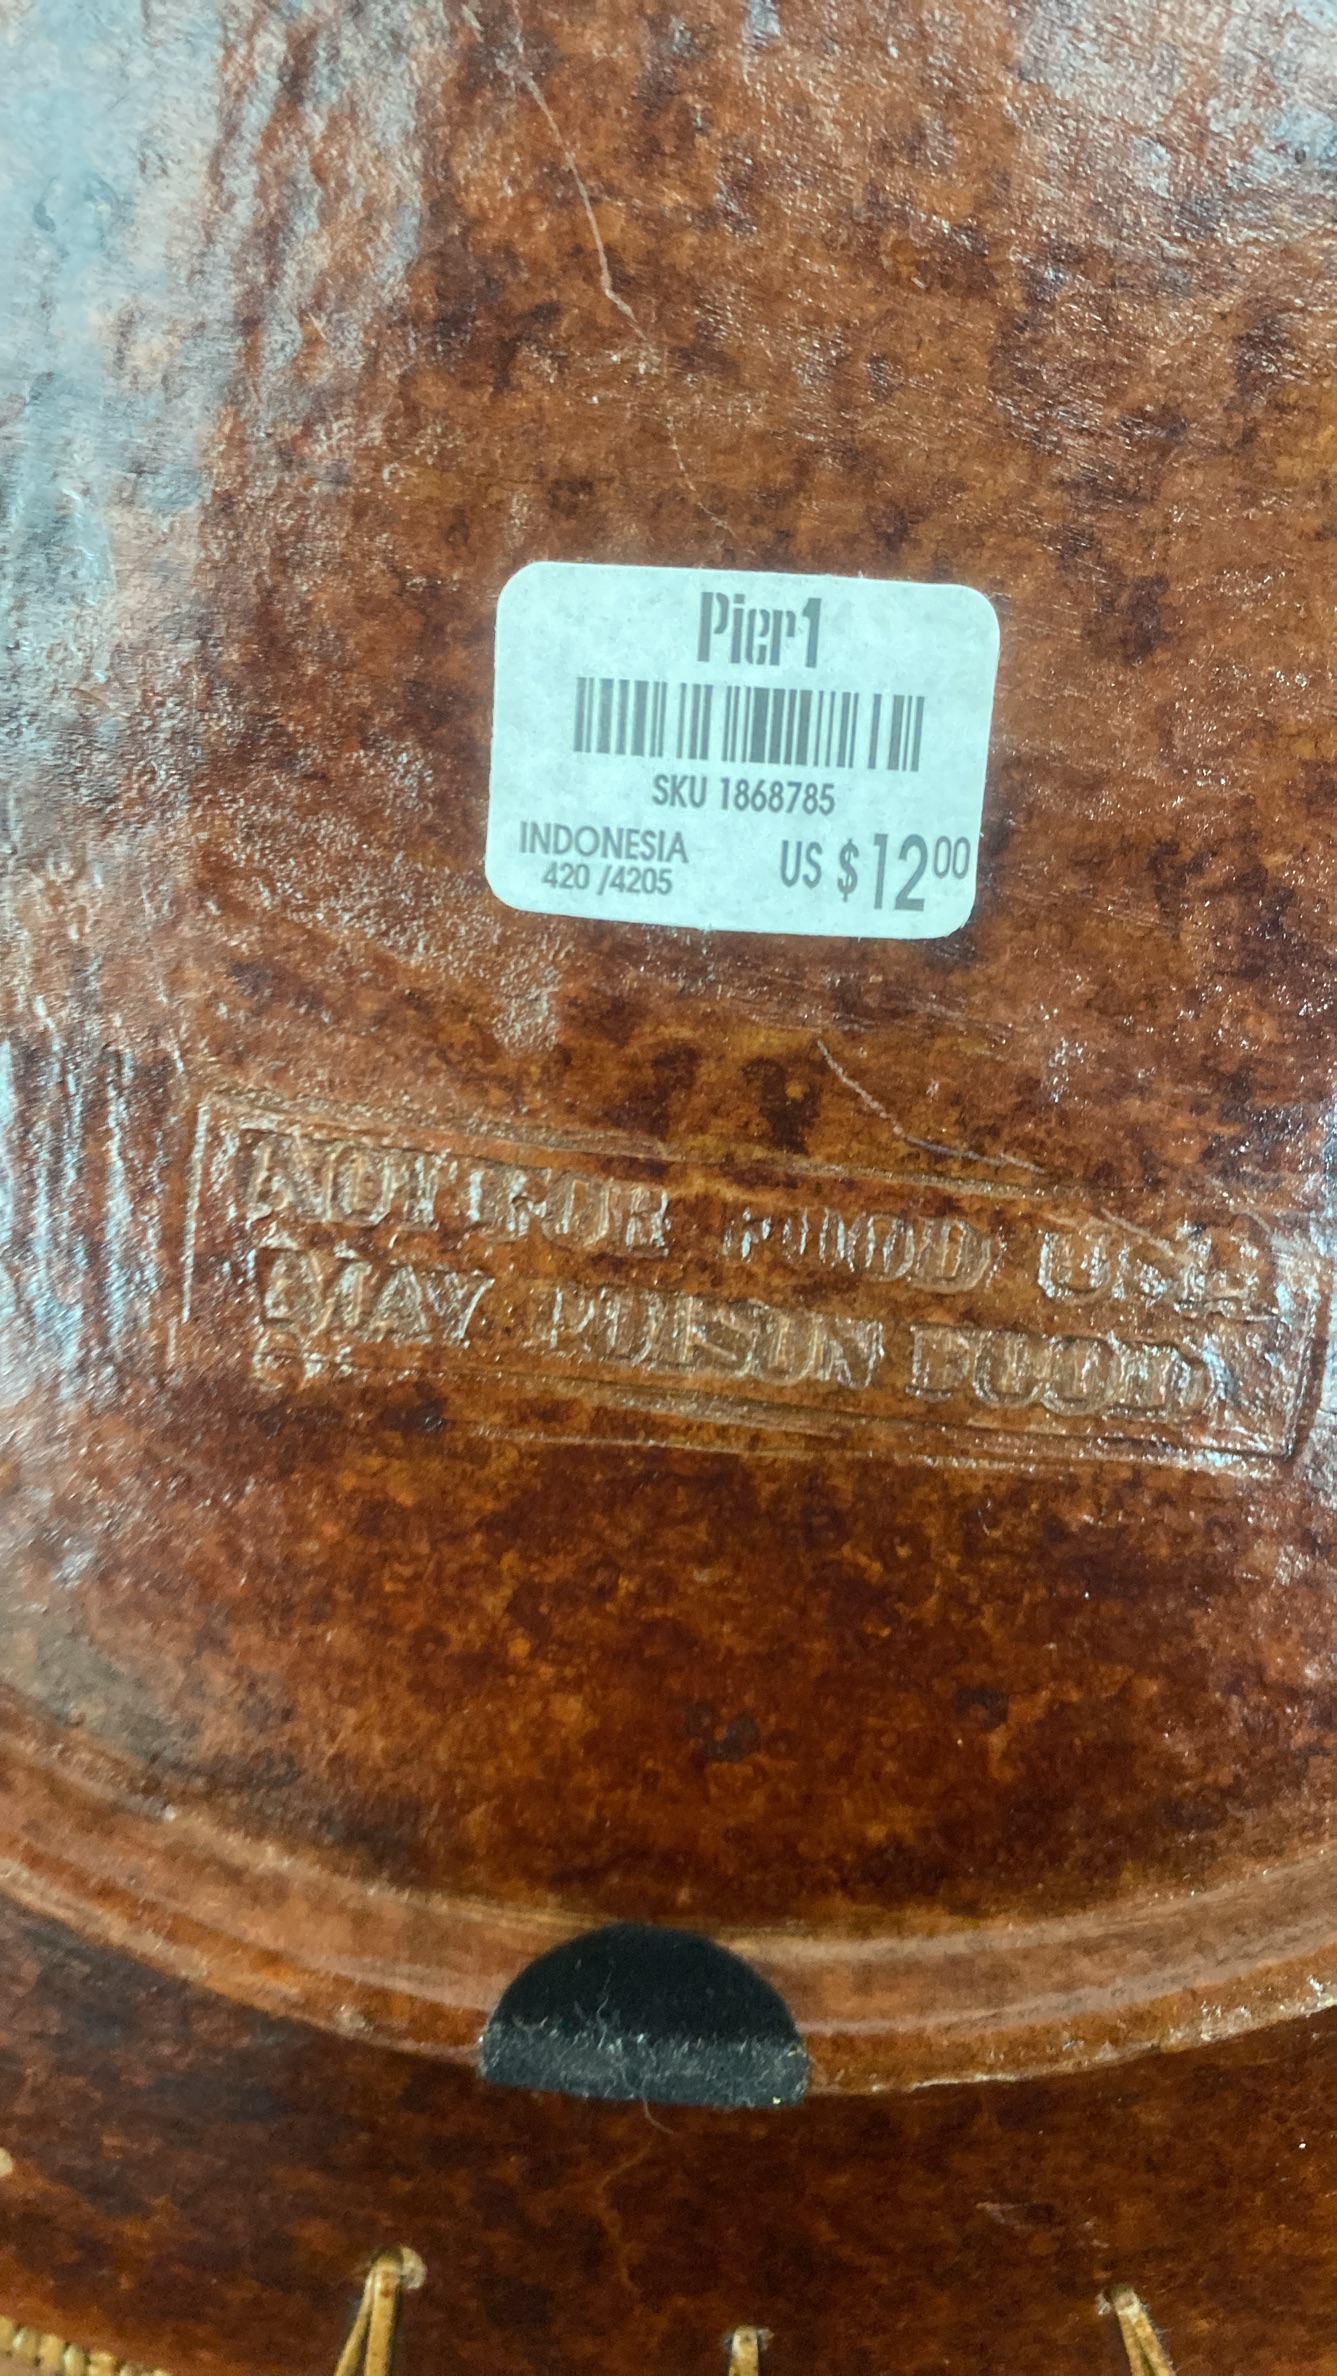 Pier1
SKU 1868785
INDONESIA
420 /4205
US $12.00
NOT FOR FOOD USE
MAY POISON FOOD